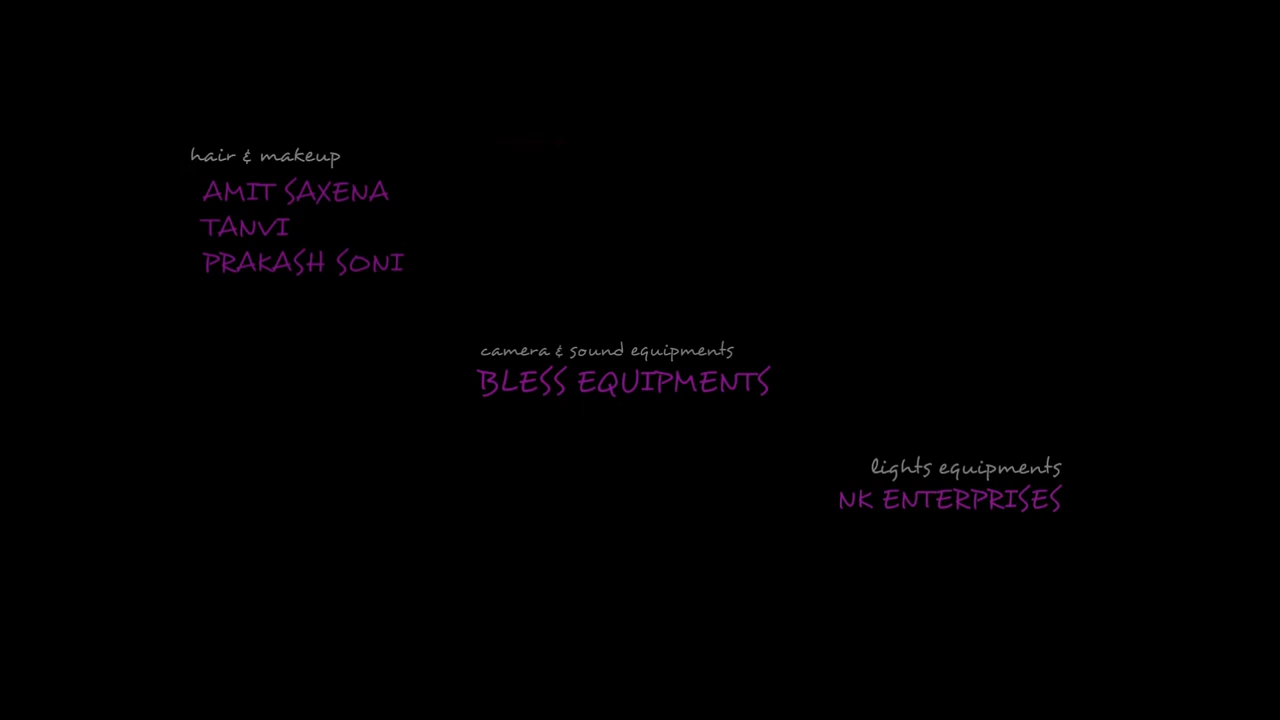 hair & makeup
AMIT SAXENA
TANVI
PRAKASH SONI
camera & sound equipments
BLESS EQUIPMENTS
lights equipments
NK ENTERPRISES